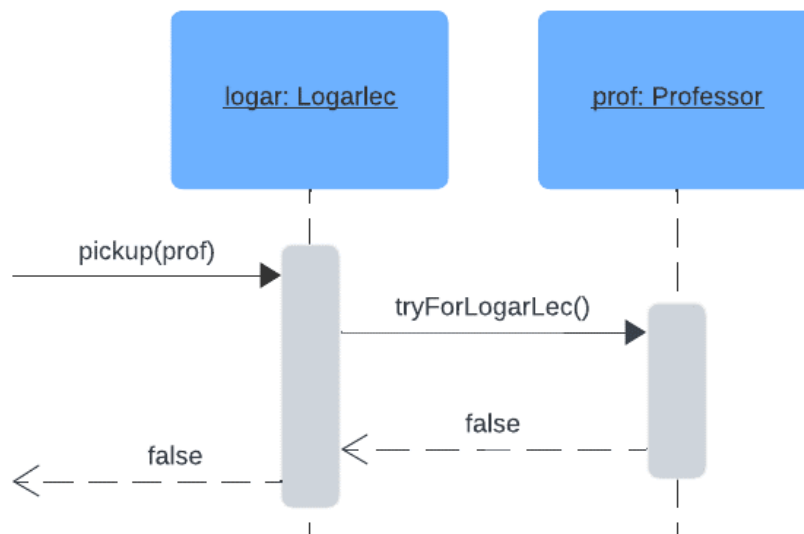 logar: Logarlec
prof: Professor
pickup(prof)
tryForLogarLec()
false
false